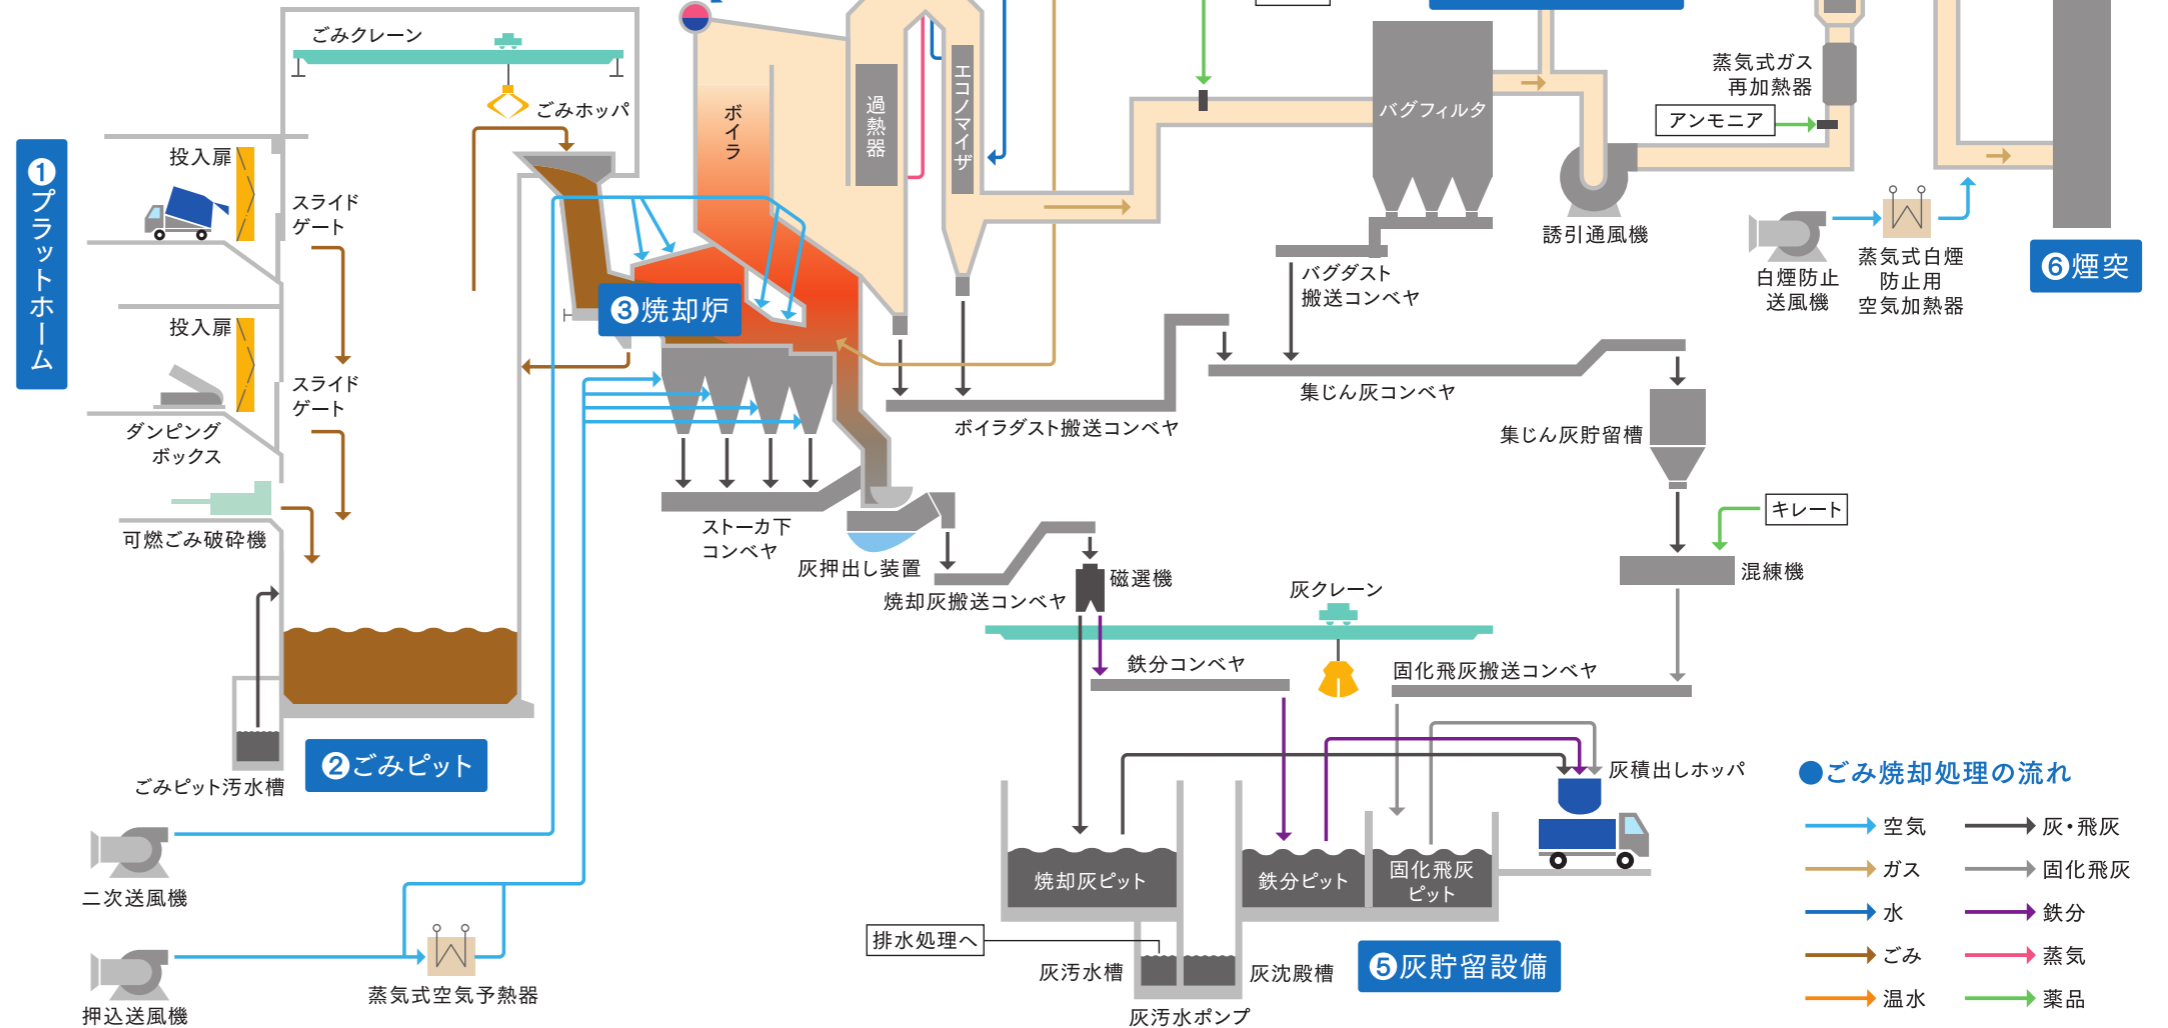 ごみクレーン
ごみホッパ
❶プラットホーム
投入扉
スライド
ゲート
投入扉
スライド
ゲート
ダンピング
ボックス
可燃ごみ破砕機
ごみピット汚水槽
❷ごみピット
二次送風機
押込送風機
蒸気式空気予熱器
ボイラ
過熱器
エコノマイザ
❸焼却炉
ストーカ下
コンベヤ
灰押出し装置
焼却灰搬送コンベヤ
磁選機
ボイラダスト搬送コンベヤ
バグフィルタ
バグダスト
搬送コンベヤ
集じん灰コンベヤ
誘引通風機
蒸気式ガス
再加熱器
アンモニア
白煙防止
送風機
蒸気式白煙
防止用
空気加熱器
❻煙突
集じん灰貯留槽
キレート
混練機
灰クレーン
鉄分コンベヤ
固化飛灰搬送コンベヤ
灰積出しホッパ
焼却灰ピット
鉄分ピット
固化飛灰
ピット
排水処理へ
灰汚水槽
灰沈殿槽
灰汚水ポンプ
❺灰貯留設備
●ごみ焼却処理の流れ
空気
灰・飛灰
ガス
固化飛灰
水
鉄分
ごみ
蒸気
温水
薬品